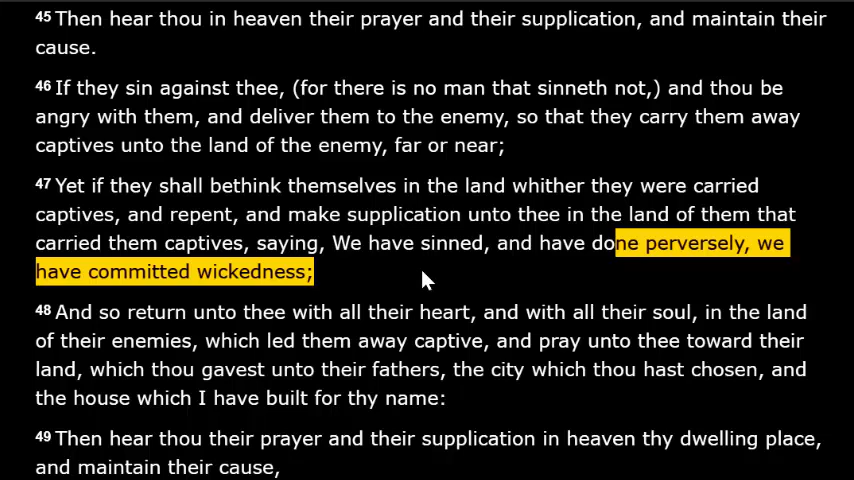 45 Then hear thou in heaven their prayer and their supplication, and maintain their
cause.
46 If they sin against thee, (for there is no man that sinneth not,) and thou be
angry with them, and deliver them to the enemy, so that they carry them away
captives unto the land of the enemy, far or near;
47 Yet if they shall bethink themselves in the land whither they were carried
captives, and repent, and make supplication unto thee in the land of them that
carried them captives, saying, We have sinned, and have done perversely, we
have committed wickedness;
48 And so return unto thee with all their heart, and with all their soul, in the land
of their enemies, which led them away captive, and pray unto thee toward their
land, which thou gavest unto their fathers, the city which thou hast chosen, and
the house which I have built for thy name:
49 Then hear thou their prayer and their supplication in heaven thy dwelling place,
and maintain their cause,